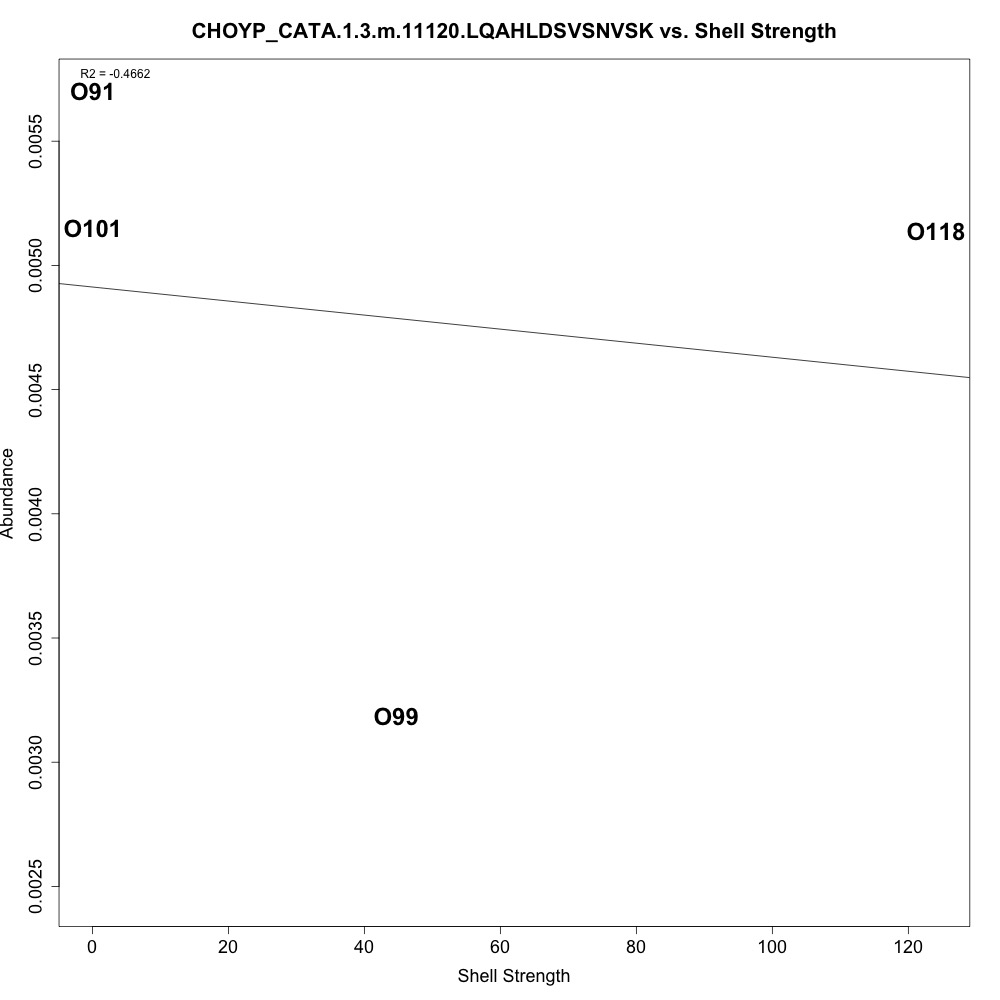 CHOYP_CATA.1.3.m.11120.LQAHLDSVSNVSK vs. Shell Strength
R2 = -0.4662
O91
0.0055
O101
O118
0.0050
0.0045
Abundance
0.0040
0.0035
O99
0.0030
0.0025
0 20 40 60 80 100 120
Shell Strength